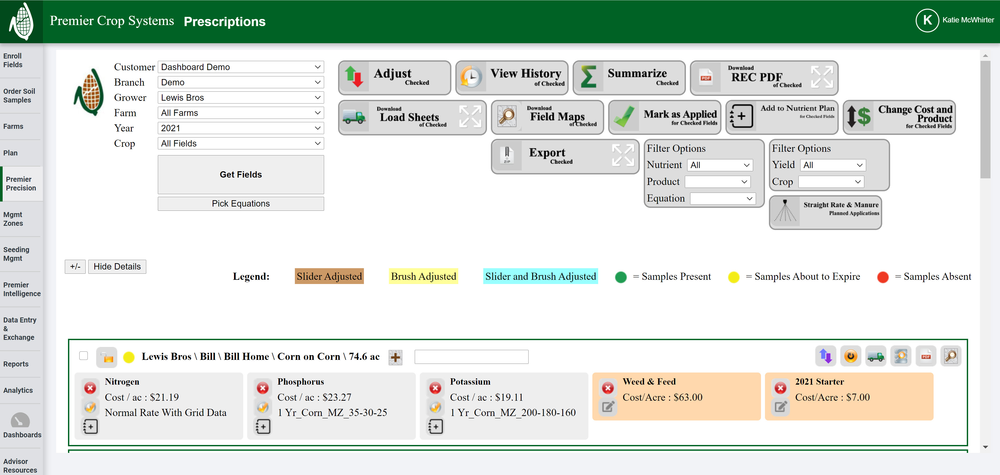 Premier Crop Systems Prescriptions
K Katie McWhirter
Enroll
Fields
Order Soil
Samples
Farms
Plan
Premier
Precision
Mgmt
Zones
Seeding
Mgmt
Premier
Intelligence
Data Entry
&
Exchange
Reports
Analytics
Dashboards
Advisor
Resources
Customer Dashboard Demo
Branch Demo
Grower Lewis Bros
Farm All Farms
Year 2021
Crop All Fields
Get Fields
Pick Equations
Adjust
Checked
View History
of Checked
Summarize
Checked
PDF
Download
REC PDF
of Checked
Download
Load Sheets
of Checked
Download
Field Maps
of Checked
Mark as Applied
for Checked Fields
Add to Nutrient Plan
for Checked Fields
Change Cost and
Product
for Checked Fields
ZIP
Export
Checked
Filter Options
Nutrient All
Product
Equation
Filter Options
Yield All
Crop
Straight Rate & Manure
Planned Applications
+/- Hide Details
Legend: Slider Adjusted Brush Adjusted Slider and Brush Adjusted = Samples Present = Samples About to Expire = Samples Absent
Lewis Bros \ Bill \ Bill Home \ Corn on Corn \ 74.6 ac
PDF
Nitrogen
Cost / ac : $21.19
Normal Rate With Grid Data
Phosphorus
Cost / ac : $23.27
1 Yr_Corn_MZ_35-30-25
Potassium
Cost / ac : $19.11
1 Yr_Corn_MZ_200-180-160
Weed & Feed
Cost/Acre : $63.00
2021 Starter
Cost/Acre : $7.00